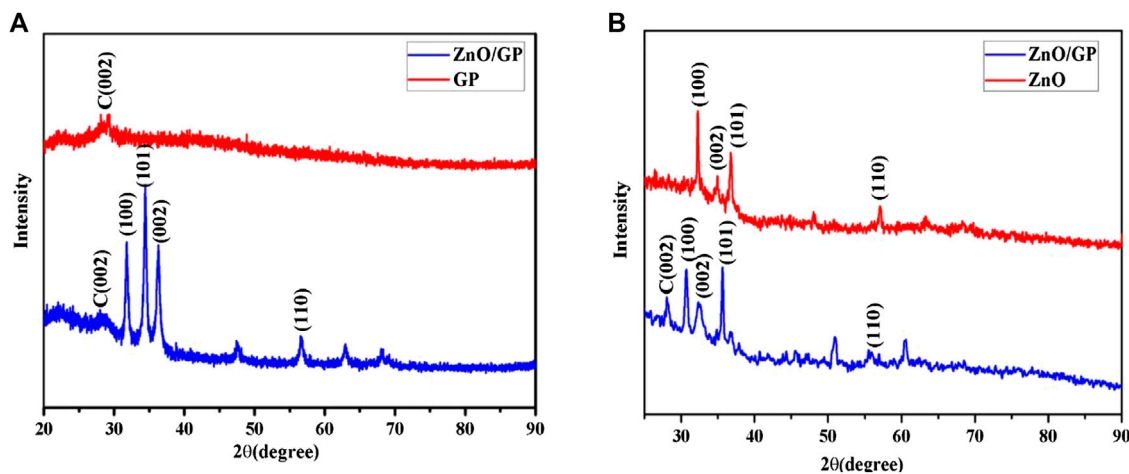 A
ZnO/GP
GP
C(002)
(100)
(101)
(002)
C(002)
(110)
Intensity
20 30 40 50 60 70 80 90
2θ(degree)
B
ZnO/GP
ZnO
(100)
(002)
(101)
(110)
C(002)
(100)
(002)
(101)
(110)
Intensity
30 40 50 60 70 80 90
2θ(degree)